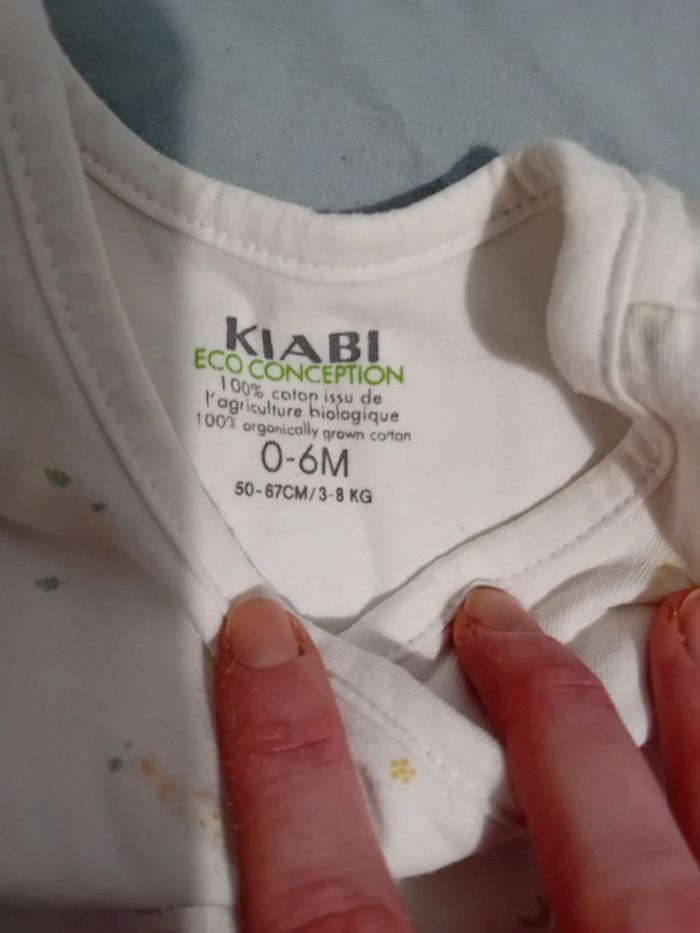 KIABI
ECO CONCEPTION
100% coton issu de
l'agriculture biologique
100% organically grown cotton
0-6M
50-67CM/3-8 KG